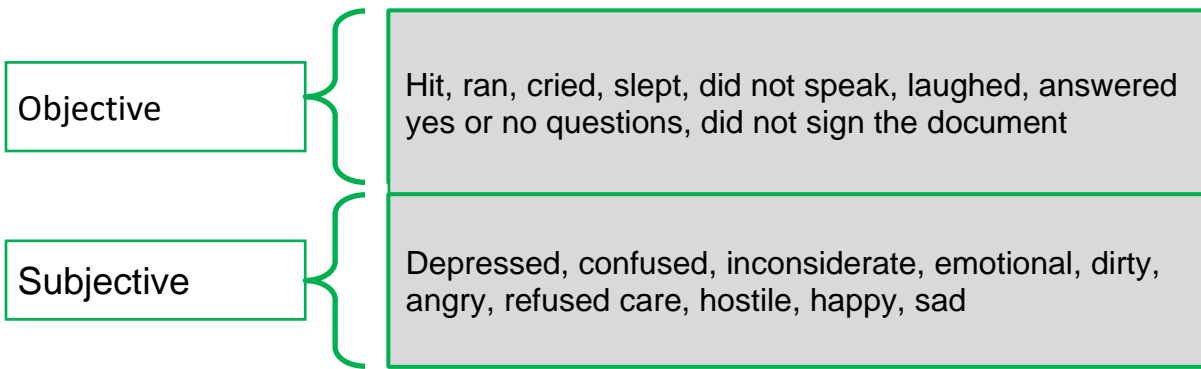 Objective
Hit, ran, cried, slept, did not speak, laughed, answered
yes or no questions, did not sign the document
Subjective
Depressed, confused, inconsiderate, emotional, dirty,
angry, refused care, hostile, happy, sad